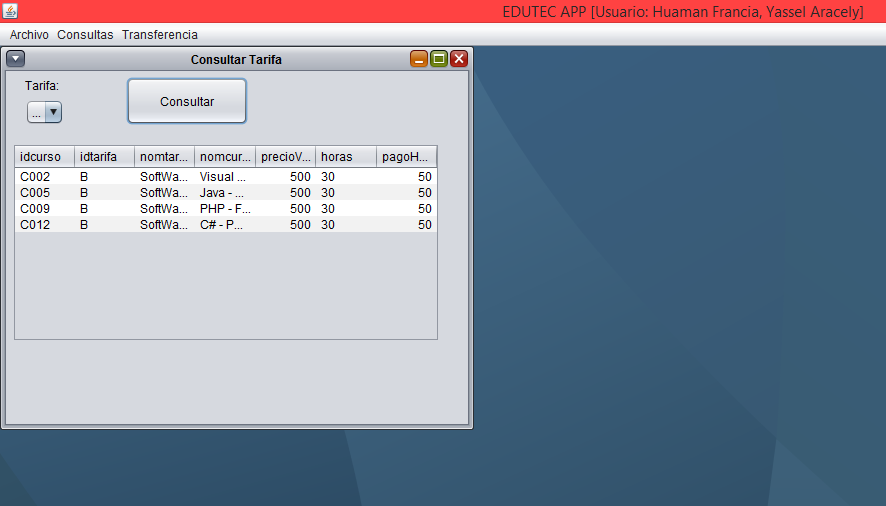 EDUTEC APP [Usuario: Huaman Francia, Yassel Aracely]
Archivo Consultas Transferencia
Consultar Tarifa
Tarifa:
... Consultar
idcurso idtarifa nomtar... nomcur... precioV... horas pagoH...
C002 B SoftWa... Visual ... 500 30 50
C005 B SoftWa... Java - ... 500 30 50
C009 B SoftWa... PHP - F... 500 30 50
C012 B SoftWa... C# - P... 500 30 50